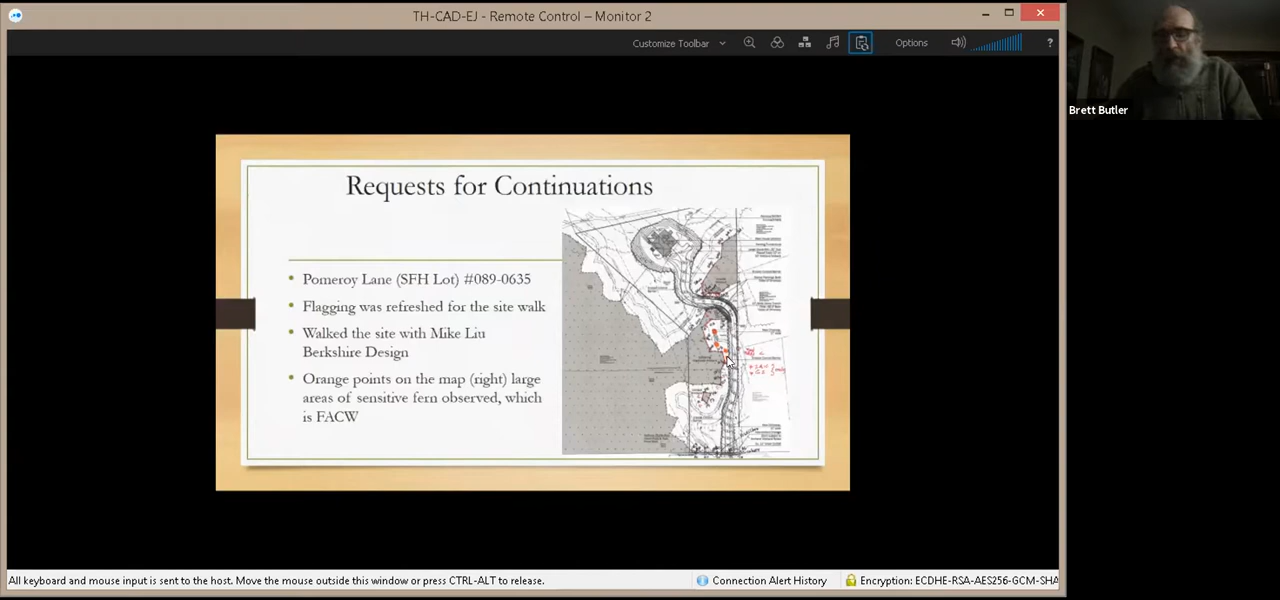 TH-CAD-EJ - Remote Control – Monitor 2
Customize Toolbar
Options
?
Brett Butler
Requests for Continuations
• Pomeroy Lane (SFH Lot) #089-0635
• Flagging was refreshed for the site walk
• Walked the site with Mike Liu
Berkshire Design
• Orange points on the map (right) large
areas of sensitive fern observed, which
is FACW
All keyboard and mouse input is sent to the host. Move the mouse outside this window or press CTRL-ALT to release.
Connection Alert History
Encryption: ECDHE-RSA-AES256-GCM-SHA